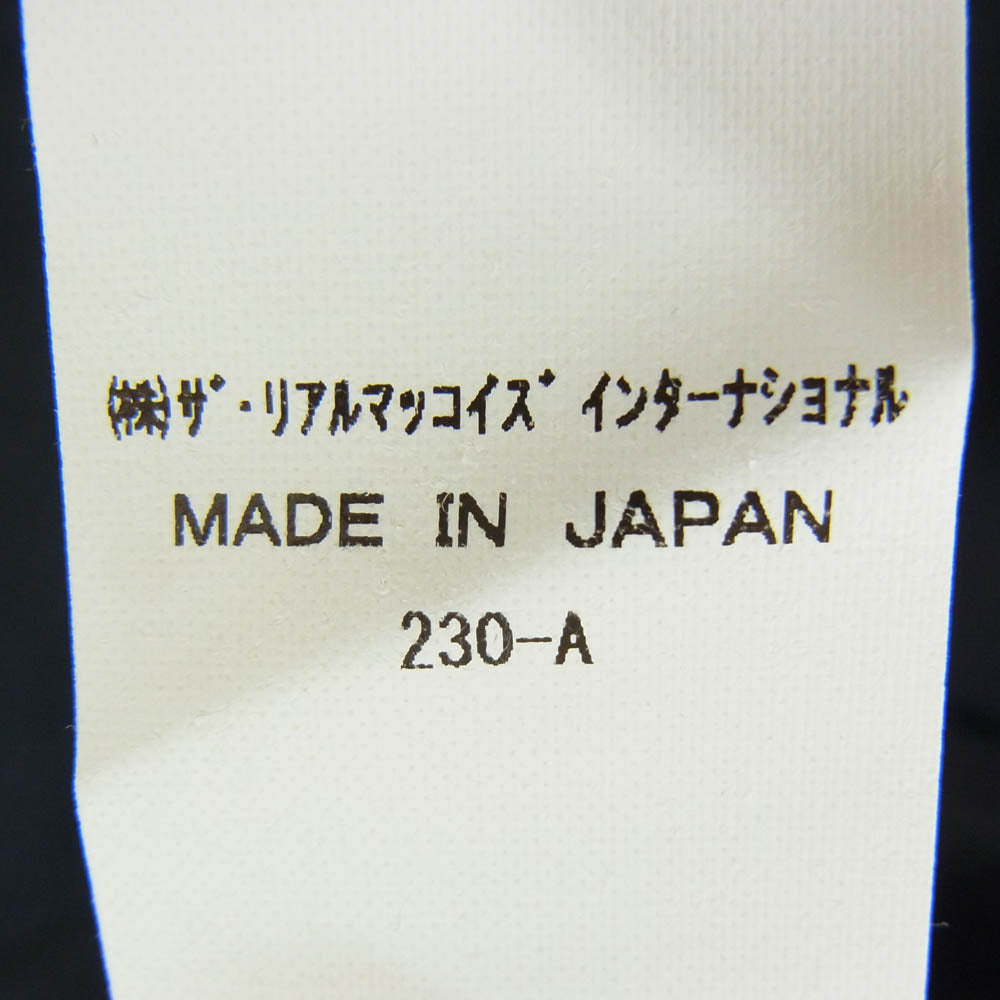 ㈱ｻﾞ・ﾘｱﾙﾏｯｺｲｽﾞ ｲﾝﾀｰﾅｼｮﾅﾙ
MADE IN JAPAN
230-A